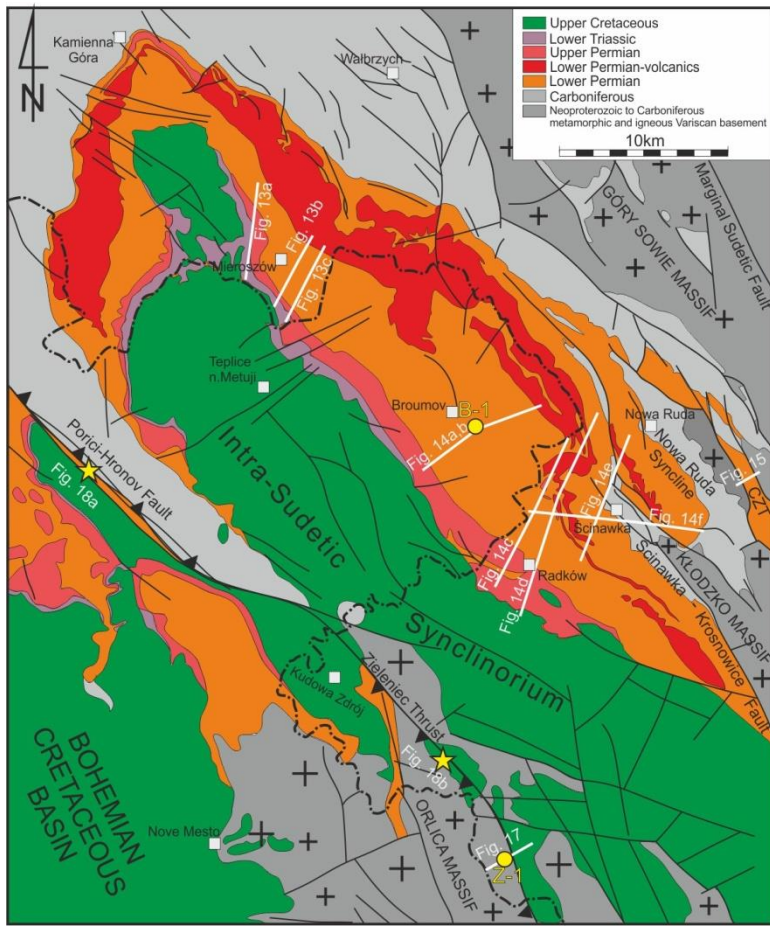 Upper Cretaceous
Lower Triassic
Upper Permian
Lower Permian-volcanics
Lower Permian
Carboniferous
Neoproterozoic to Carboniferous
metamorphic and igneous Variscan basement
10km
N
Kamienna
Góra
Wałbrzych
GÓRY SOWIE MASSIF
Marginal Sudetic Fault
Fig. 13a
Fig. 13b
Fig. 13c
Mieroszów
Teplice
n.Metuji
Broumov
B-1
Fig. 14a,b
Nowa Ruda
Nowa Ruda
Syncline
Fig. 15
CZT
Porici-Hronov Fault
Fig. 18a
Intra-Sudetic
Synclinorium
Fig. 14c
Fig. 14d
Fig. 14e
Fig. 14f
Ścinawka
Radków
KŁODZKO MASSIF
Ścinawka - Krosnowice
Fault
Kudowa Zdrój
Zieleniec Thrust
Fig. 18b
BOHEMIAN
CRETACEOUS
BASIN
Nove Mesto
ORLICA MASSIF
Fig. 17
Z-1